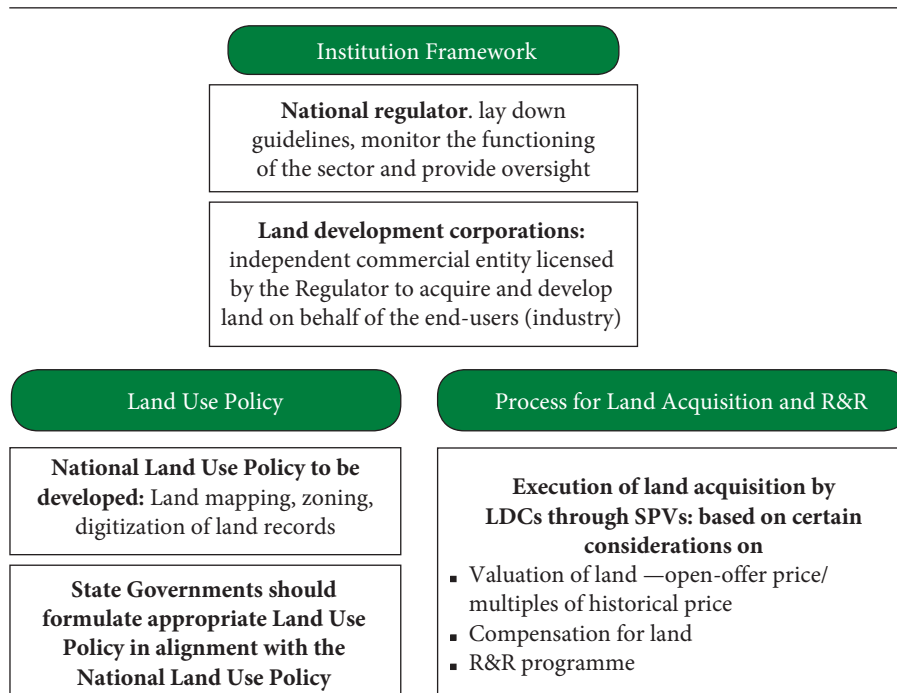 Institution Framework
National regulator. lay down
guidelines, monitor the functioning
of the sector and provide oversight
Land development corporations:
independent commercial entity licensed
by the Regulator to acquire and develop
land on behalf of the end-users (industry)
Land Use Policy
National Land Use Policy to be
developed: Land mapping, zoning,
digitization of land records
State Governments should
formulate appropriate Land Use
Policy in alignment with the
National Land Use Policy
Process for Land Acquisition and R&R
Execution of land acquisition by
LDCs through SPVs: based on certain
considerations on
▪ Valuation of land —open-offer price/
multiples of historical price
▪ Compensation for land
▪ R&R programme